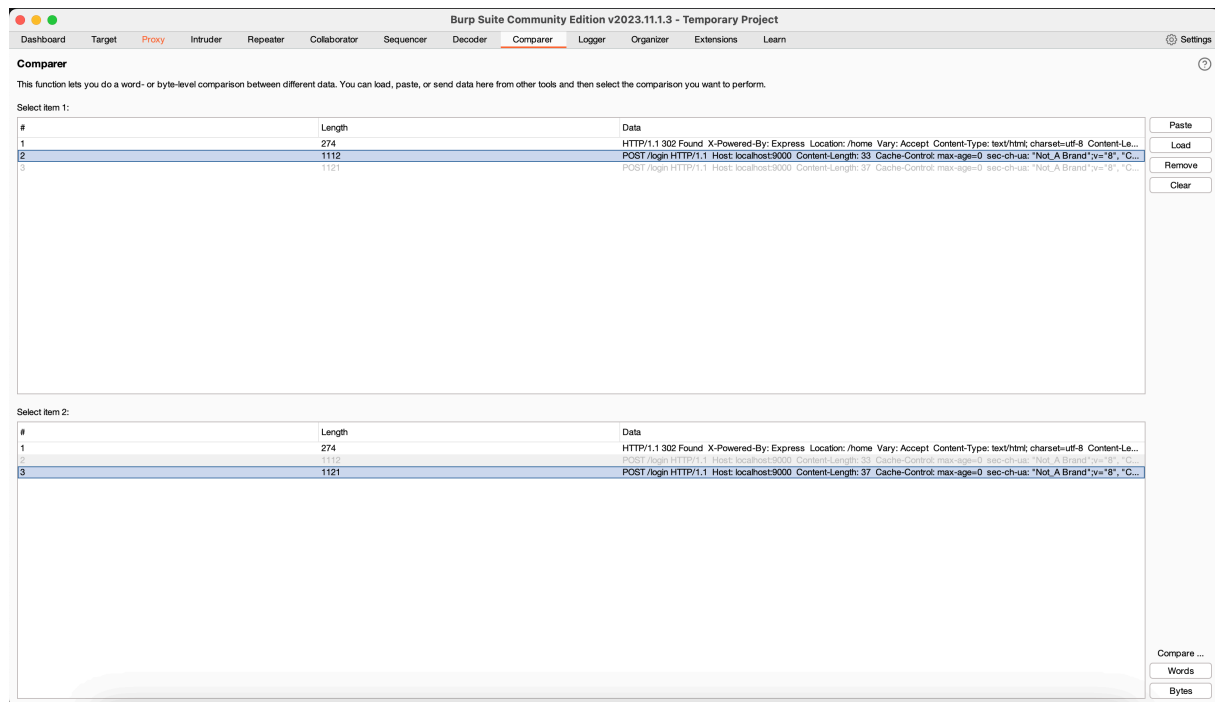 Burp Suite Community Edition v2023.11.1.3 - Temporary Project
Dashboard Target Proxy Intruder Repeater Collaborator Sequencer Decoder Comparer Logger Organizer Extensions Learn Settings
Comparer
This function lets you do a word- or byte-level comparison between different data. You can load, paste, or send data here from other tools and then select the comparison you want to perform.
Select item 1:
# Length Data
1 274 HTTP/1.1 302 Found X-Powered-By: Express Location: /home Vary: Accept Content-Type: text/html; charset=utf-8 Content-Le...
2 1112 POST /login HTTP/1.1 Host: localhost:9000 Content-Length: 33 Cache-Control: max-age=0 sec-ch-ua: "Not_A Brand";v="8", "C...
3 1121 POST /login HTTP/1.1 Host: localhost:9000 Content-Length: 37 Cache-Control: max-age=0 sec-ch-ua: "Not_A Brand";v="8", "C...
Paste
Load
Remove
Clear
Select item 2:
# Length Data
1 274 HTTP/1.1 302 Found X-Powered-By: Express Location: /home Vary: Accept Content-Type: text/html; charset=utf-8 Content-Le...
2 1112 POST /login HTTP/1.1 Host: localhost:9000 Content-Length: 33 Cache-Control: max-age=0 sec-ch-ua: "Not_A Brand";v="8", "C...
3 1121 POST /login HTTP/1.1 Host: localhost:9000 Content-Length: 37 Cache-Control: max-age=0 sec-ch-ua: "Not_A Brand";v="8", "C...
Compare ...
Words
Bytes